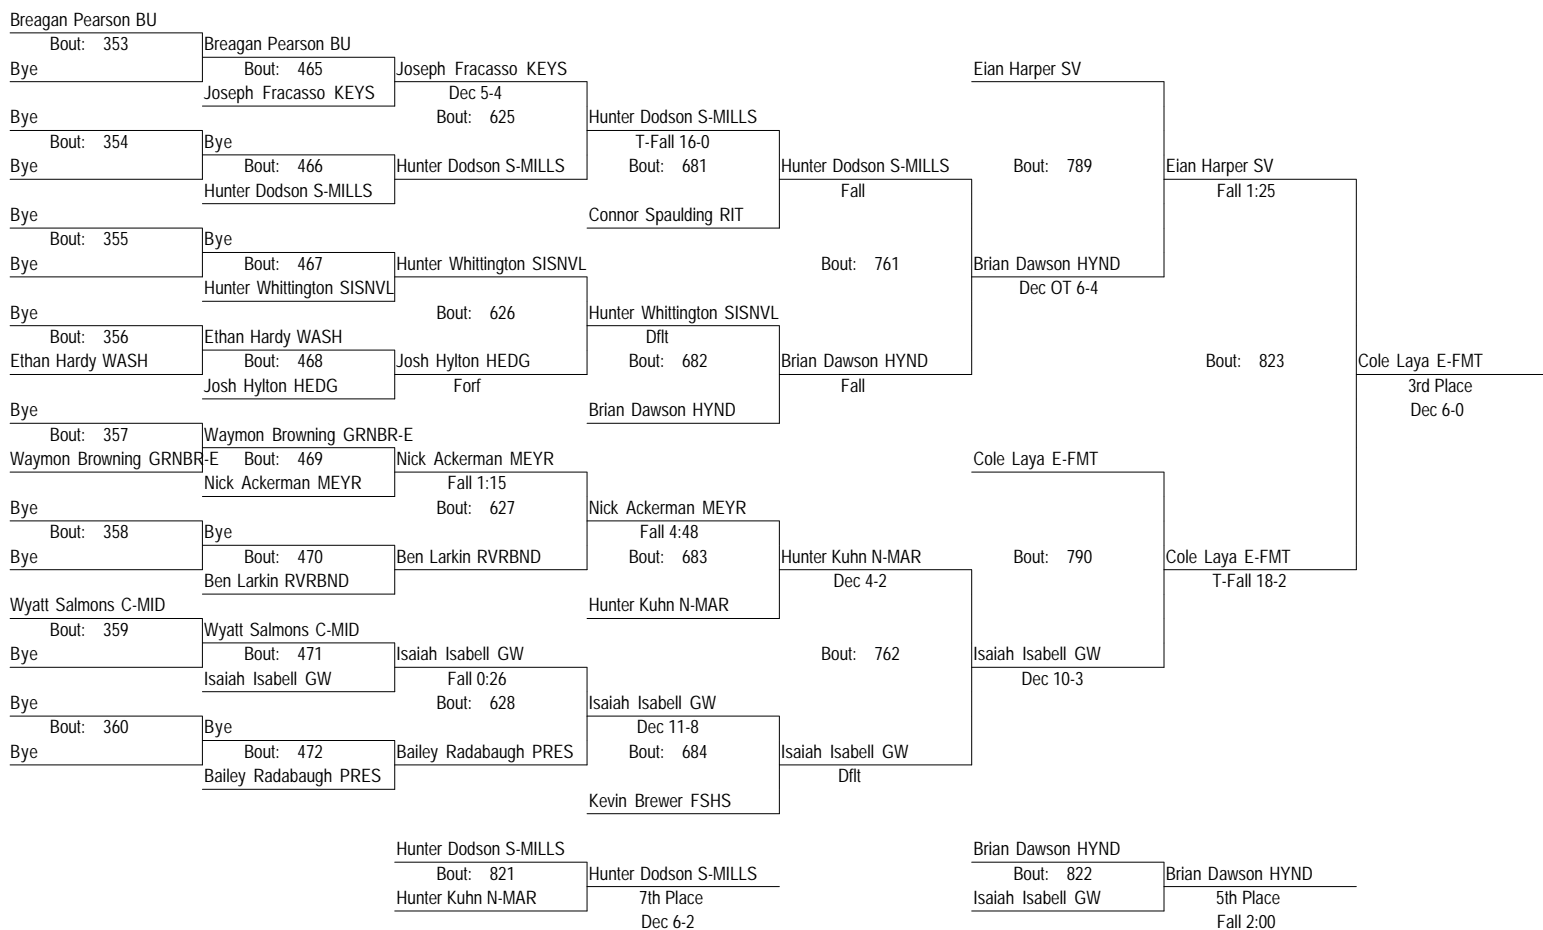 Breagan Pearson BU
Bout: 353
Bye
Bye
Bout: 354
Bye
Bye
Bout: 355
Bye
Bye
Bout: 356
Ethan Hardy WASH
Bye
Bout: 357
Waymon Browning GRNBR-E
Bye
Bout: 358
Bye
Wyatt Salmons C-MID
Bout: 359
Bye
Bye
Bout: 360
Bye
Breagan Pearson BU
Bout: 465
Joseph Fracasso KEYS
Bye
Bout: 466
Hunter Dodson S-MILLS
Bye
Bout: 467
Hunter Whittington SISNVL
Ethan Hardy WASH
Bout: 468
Josh Hylton HEDG
Waymon Browning GRNBR-E
Bout: 469
Nick Ackerman MEYR
Bye
Bout: 470
Ben Larkin RVRBND
Wyatt Salmons C-MID
Bout: 471
Isaiah Isabell GW
Bye
Bout: 472
Bailey Radabaugh PRES
Joseph Fracasso KEYS
Dec 5-4
Bout: 625
Hunter Dodson S-MILLS
Hunter Whittington SISNVL
Bout: 626
Josh Hylton HEDG
Forf
Nick Ackerman MEYR
Fall 1:15
Bout: 627
Ben Larkin RVRBND
Isaiah Isabell GW
Fall 0:26
Bout: 628
Bailey Radabaugh PRES
Hunter Dodson S-MILLS
T-Fall 16-0
Bout: 681
Connor Spaulding RIT
Hunter Whittington SISNVL
Dflt
Bout: 682
Brian Dawson HYND
Nick Ackerman MEYR
Fall 4:48
Bout: 683
Hunter Kuhn N-MAR
Isaiah Isabell GW
Dec 11-8
Bout: 684
Kevin Brewer FSHS
Hunter Dodson S-MILLS
Fall
Bout: 761
Brian Dawson HYND
Fall
Hunter Kuhn N-MAR
Dec 4-2
Bout: 762
Isaiah Isabell GW
Dflt
Eian Harper SV
Bout: 789
Brian Dawson HYND
Dec OT 6-4
Cole Laya E-FMT
Bout: 790
Isaiah Isabell GW
Dec 10-3
Eian Harper SV
Fall 1:25
Bout: 823
Cole Laya E-FMT
T-Fall 18-2
Cole Laya E-FMT
3rd Place
Dec 6-0
Hunter Dodson S-MILLS
Bout: 821
Hunter Kuhn N-MAR
Hunter Dodson S-MILLS
7th Place
Dec 6-2
Brian Dawson HYND
Bout: 822
Isaiah Isabell GW
Brian Dawson HYND
5th Place
Fall 2:00